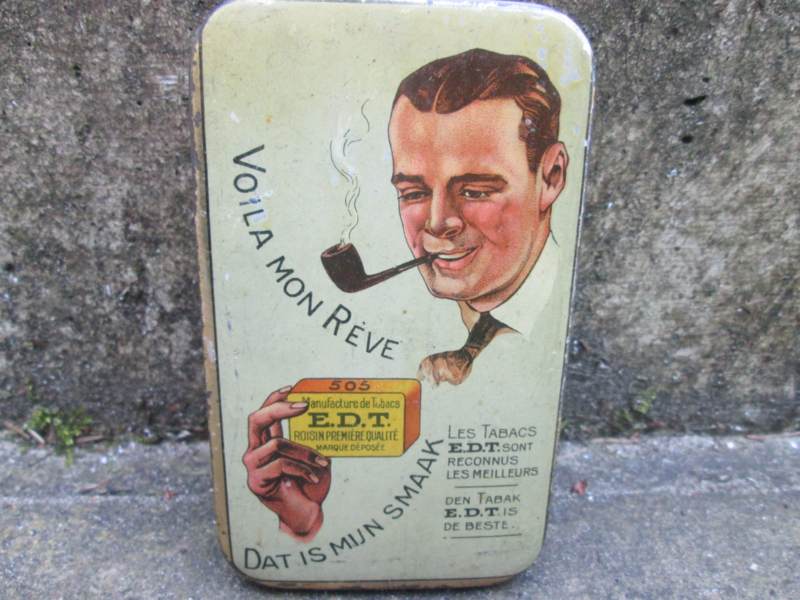 VOILA MON RÊVE
505
Manufacture de Tabacs
E.D.T.
ROISIN PREMIÈRE QUALITÉ
MARQUE DÉPOSÉE
DAT IS MIJN SMAAK
LES TABACS
E.D.T. SONT
RECONNUS
LES MEILLEURS
DEN TABAK
E.D.T. IS
DE BESTE.